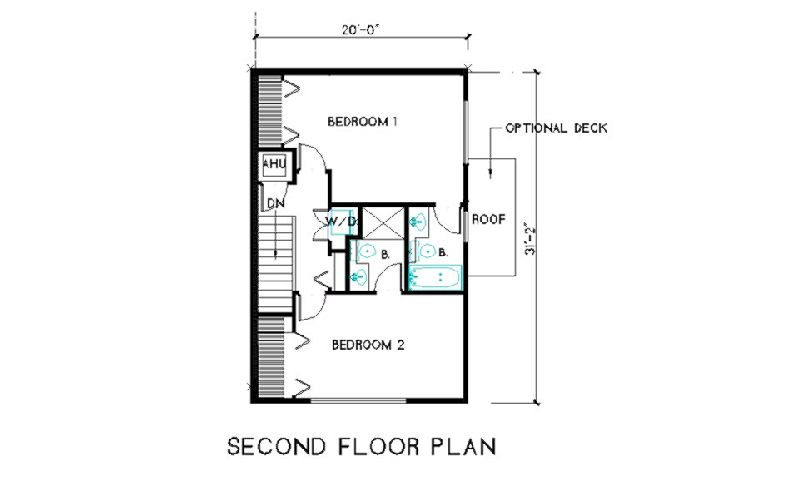 20'-0"
BEDROOM 1
OPTIONAL DECK
AHU
DN
W/D
ROOF
B.
B.
31'-2"
BEDROOM 2
SECOND FLOOR PLAN